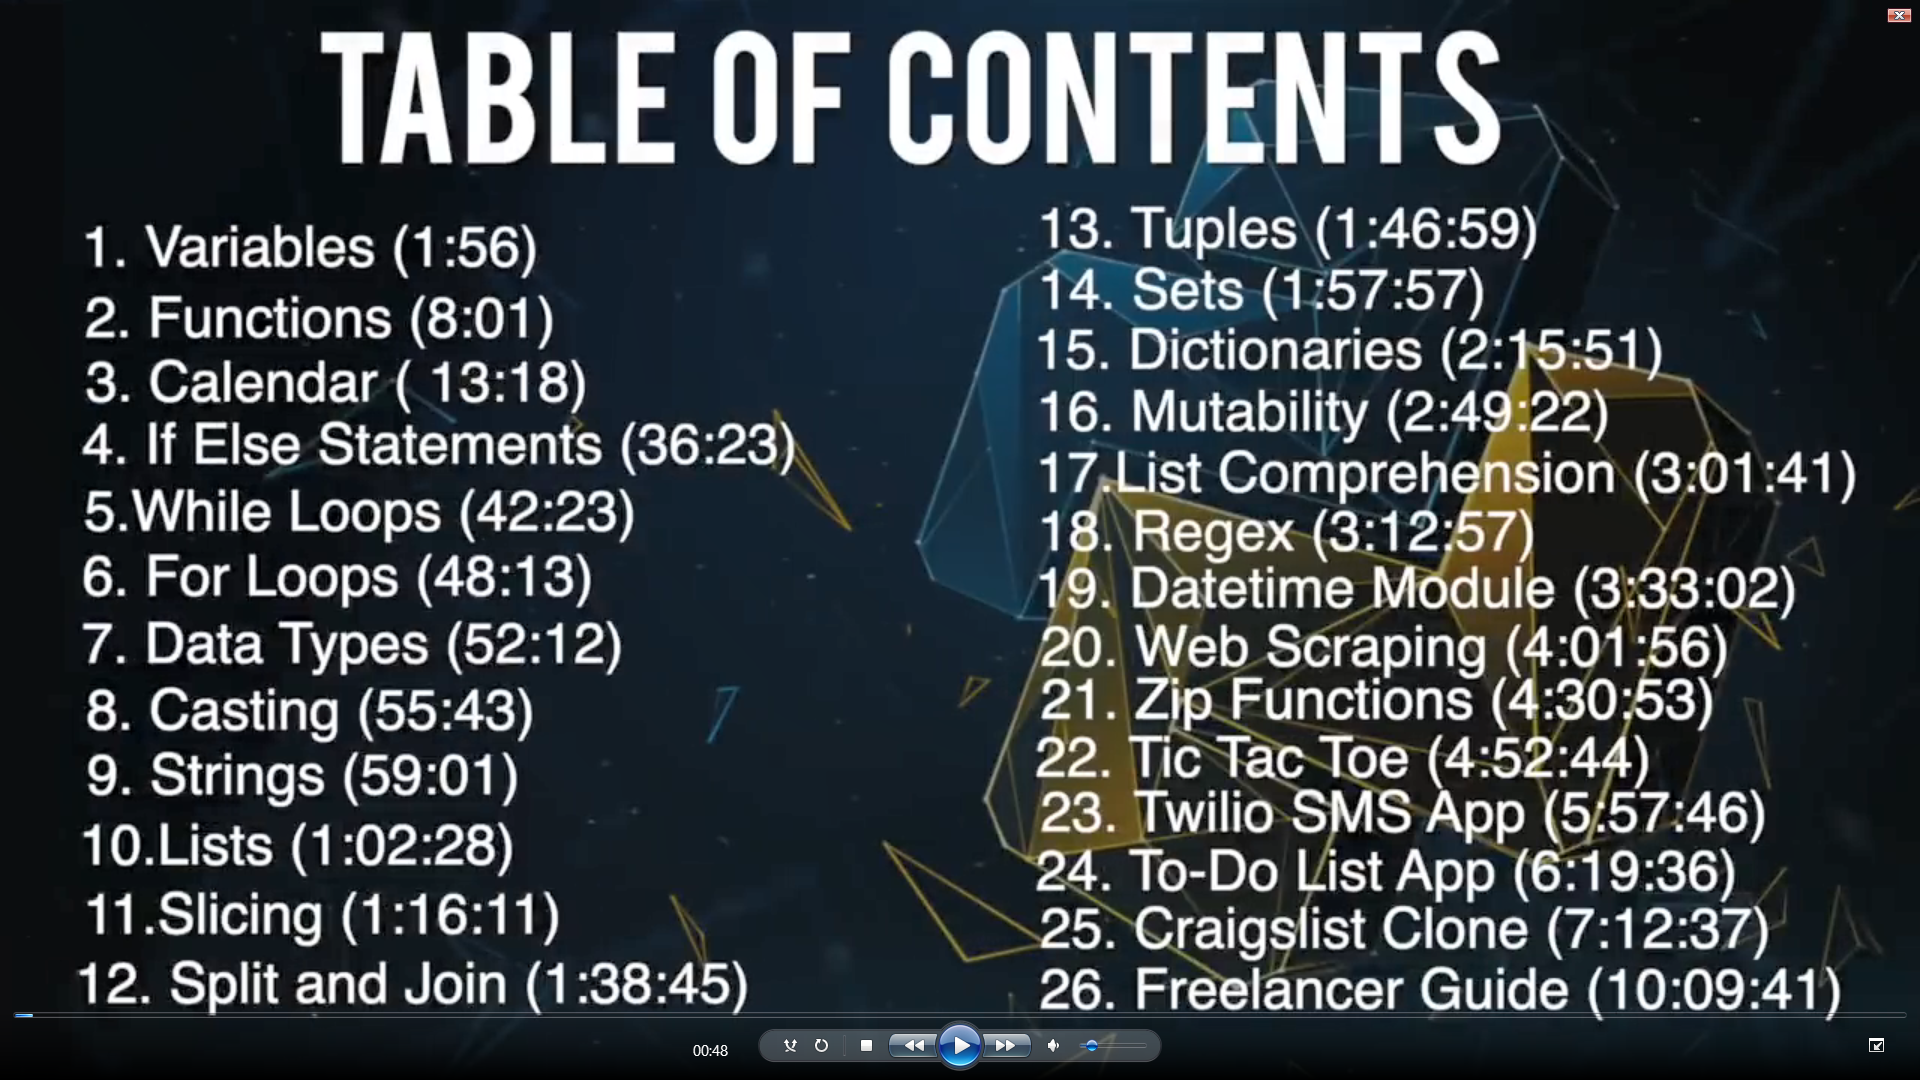 TABLE OF CONTENTS
1. Variables (1:56)
2. Functions (8:01)
3. Calendar ( 13:18)
4. If Else Statements (36:23)
5.While Loops (42:23)
6. For Loops (48:13)
7. Data Types (52:12)
8. Casting (55:43)
9. Strings (59:01)
10.Lists (1:02:28)
11.Slicing (1:16:11)
12. Split and Join (1:38:45)
13. Tuples (1:46:59)
14. Sets (1:57:57)
15. Dictionaries (2:15:51)
16. Mutability (2:49:22)
17.List Comprehension (3:01:41)
18. Regex (3:12:57)
19. Datetime Module (3:33:02)
20. Web Scraping (4:01:56)
21. Zip Functions (4:30:53)
22. Tic Tac Toe (4:52:44)
23. Twilio SMS App (5:57:46)
24. To-Do List App (6:19:36)
25. Craigslist Clone (7:12:37)
26. Freelancer Guide (10:09:41)
00:48